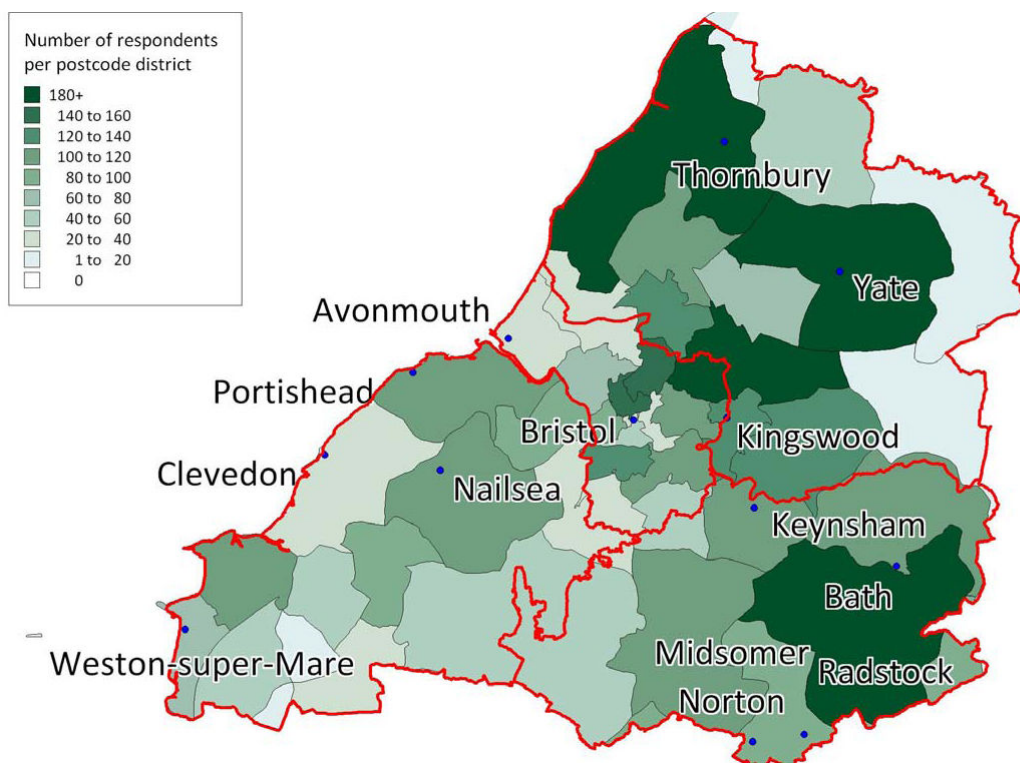 Number of respondents
per postcode district
180+
140 to 160
120 to 140
100 to 120
80 to 100
60 to 80
40 to 60
20 to 40
1 to 20
0
Thornbury
Yate
Avonmouth
Portishead
Bristol
Kingswood
Clevedon
Nailsea
Keynsham
Bath
Weston-super-Mare
Midsomer
Norton
Radstock